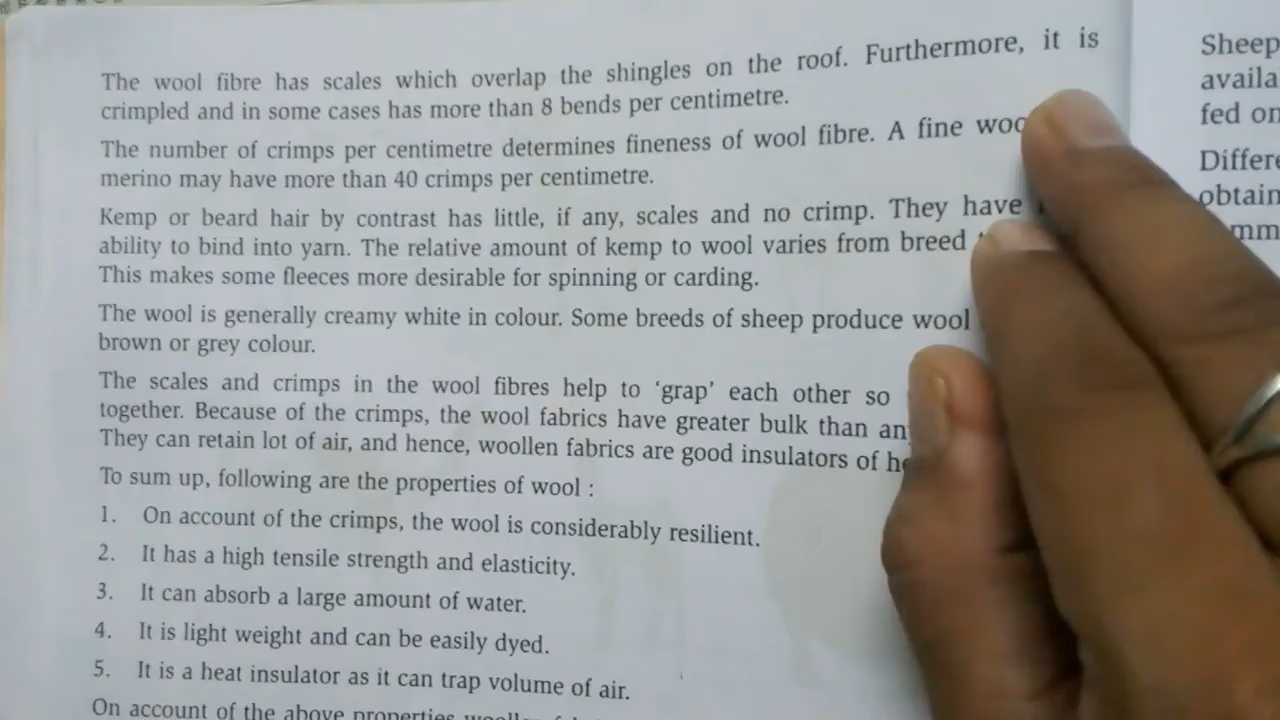 The wool fibre has scales which overlap the shingles on the roof. Furthermore, it is
crimpled and in some cases has more than 8 bends per centimetre.
The number of crimps per centimetre determines fineness of wool fibre. A fine
merino may have more than 40 crimps per centimetre.
Kemp or beard hair by contrast has little, if any, scales and no crimp. They have
ability to bind into yarn. The relative amount of kemp to wool varies from breed
This makes some fleeces more desirable for spinning or carding.
The wool is generally creamy white in colour. Some breeds of sheep produce wool
brown or grey colour.
The scales and crimps in the wool fibres help to ‘grap’ each other so
together. Because of the crimps, the wool fabrics have greater bulk than
They can retain lot of air, and hence, woollen fabrics are good insulators of
To sum up, following are the properties of wool :
1. On account of the crimps, the wool is considerably resilient.
2. It has a high tensile strength and elasticity.
3. It can absorb a large amount of water.
4. It is light weight and can be easily dyed.
5. It is a heat insulator as it can trap volume of air.
On account of the above properties
Sheep
fed